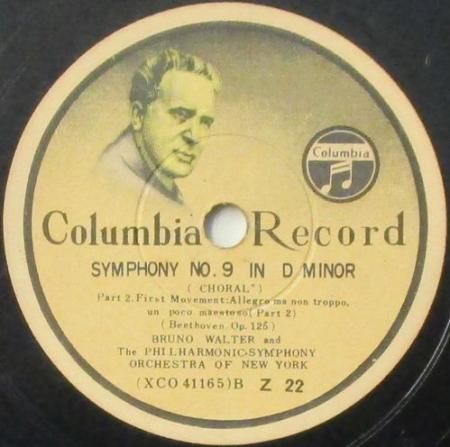 Columbia
Columbia Record
SYMPHONY NO. 9 IN D MINOR
( CHORAL")
Part 2. First Movement: Allegro ma non troppo,
un poco maestoso (Part 2)
(Beethoven. Op. 125)
BRUNO WALTER and
The PHILHARMONIC-SYMPHONY
ORCHESTRA OF NEW YORK
(XCO 41165) B Z 22